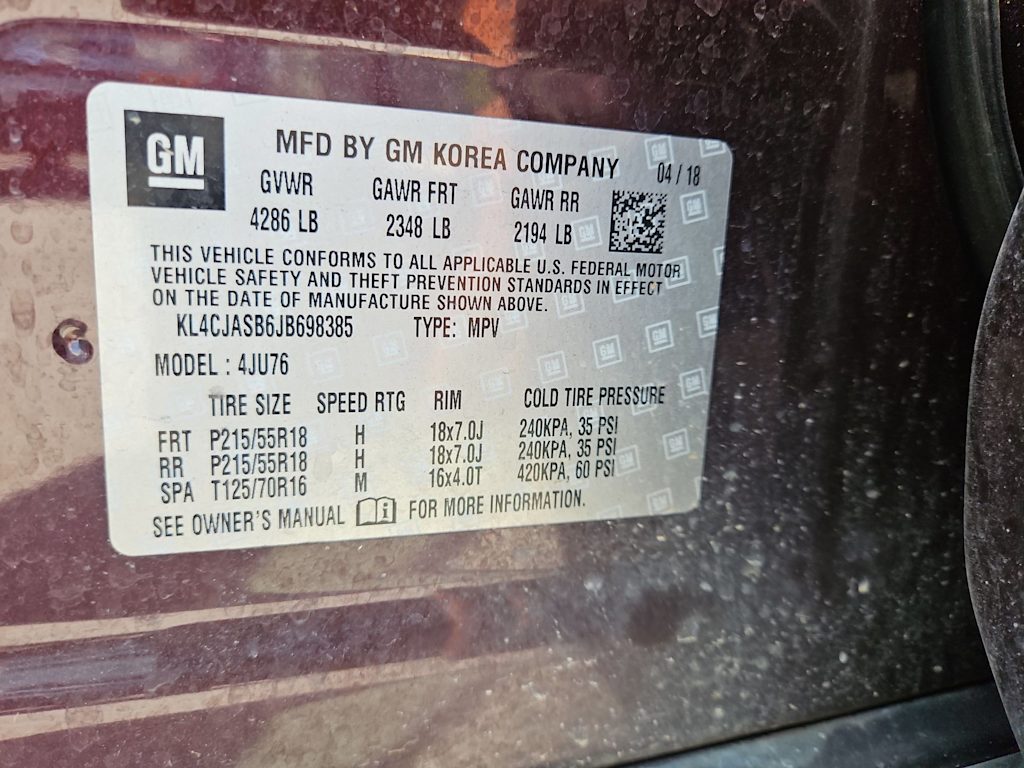 GM
MFD BY GM KOREA COMPANY 04 / 18
GVWR GAWR FRT GAWR RR
4286 LB 2348 LB 2194 LB
THIS VEHICLE CONFORMS TO ALL APPLICABLE U.S. FEDERAL MOTOR
VEHICLE SAFETY AND THEFT PREVENTION STANDARDS IN EFFECT
ON THE DATE OF MANUFACTURE SHOWN ABOVE.
KL4CJASB6JB698385 TYPE: MPV
MODEL : 4JU76
TIRE SIZE SPEED RTG RIM COLD TIRE PRESSURE
FRT P215/55R18 H 18x7.0J 240KPA, 35 PSI
RR P215/55R18 H 18x7.0J 240KPA, 35 PSI
SPA T125/70R16 M 16x4.0T 420KPA, 60 PSI
SEE OWNER'S MANUAL FOR MORE INFORMATION.